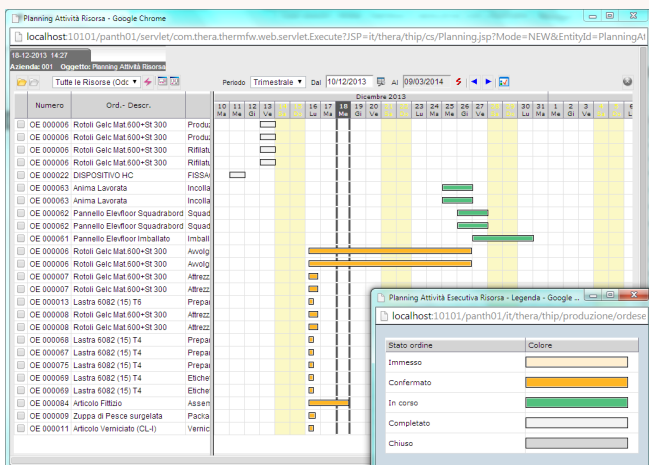 Planning Attività Risorsa - Google Chrome
localhost:10101/panth01/servlet/com.thera.thermfw.web.servlet.Execute?JSP=it/thera/thip/cs/Planning.jsp?Mode=NEW&EntityId=PlanningAt
18-12-2013 14:27
Azienda: 001 Oggetto: Planning Attività Risorsa
Tutte le Risorse (Odc Periodo Trimestrale Dal 10/12/2013 Al 09/03/2014
Dicembre 2013
Numero Ord.- Descr. 10 11 12 13 16 17 18 19 20 23 24 25 26 27 30 31 1 2 3 6
Ma Me Gi Ve Lu Ma Me Gi Ve Lu Ma Me Gi Ve Lu Ma Me Gi Ve L
OE 000006 Rotoli Gelc Mat.600+St 300 Produz
OE 000006 Rotoli Gelc Mat.600+St 300 Produz
OE 000006 Rotoli Gelc Mat.600+St 300 Rifilatu
OE 000006 Rotoli Gelc Mat.600+St 300 Rifilatu
OE 000022 DISPOSITIVO HC FISSA
OE 000063 Anima Lavorata Incolla
OE 000063 Anima Lavorata Incolla
OE 000062 Pannello Elevfloor Squadrabord Squad
OE 000062 Pannello Elevfloor Squadrabord Squad
OE 000061 Pannello Elevfloor Imballato Imball
OE 000006 Rotoli Gelc Mat.600+St 300 Avvolg
OE 000006 Rotoli Gelc Mat.600+St 300 Avvolg
OE 000007 Rotoli Gelc Mat.600+St 300 Attrezz
OE 000007 Rotoli Gelc Mat.600+St 300 Attrezz
OE 000013 Lastra 6082 (15) T6 Prepar
OE 000008 Rotoli Gelc Mat.600+St 300 Attrezz
OE 000008 Rotoli Gelc Mat.600+St 300 Attrezz
OE 000068 Lastra 6082 (15) T4 Prepar
OE 000067 Lastra 6082 (15) T4 Prepar
OE 000075 Lastra 6082 (15) T4 Prepar
OE 000069 Lastra 6082 (15) T4 Etichet
OE 000069 Lastra 6082 (15) T4 Etichet
OE 000084 Articolo Fittizio Assem
OE 000009 Zuppa di Pesce surgelata Packa
OE 000011 Articolo Verniciato (CL-I) Vernic
Planning Attività Esecutiva Risorsa - Legenda - Google ...
localhost:10101/panth01/it/thera/thip/produzione/ordese
Stato ordine Colore
Immesso
Confermato
In corso
Completato
Chiuso